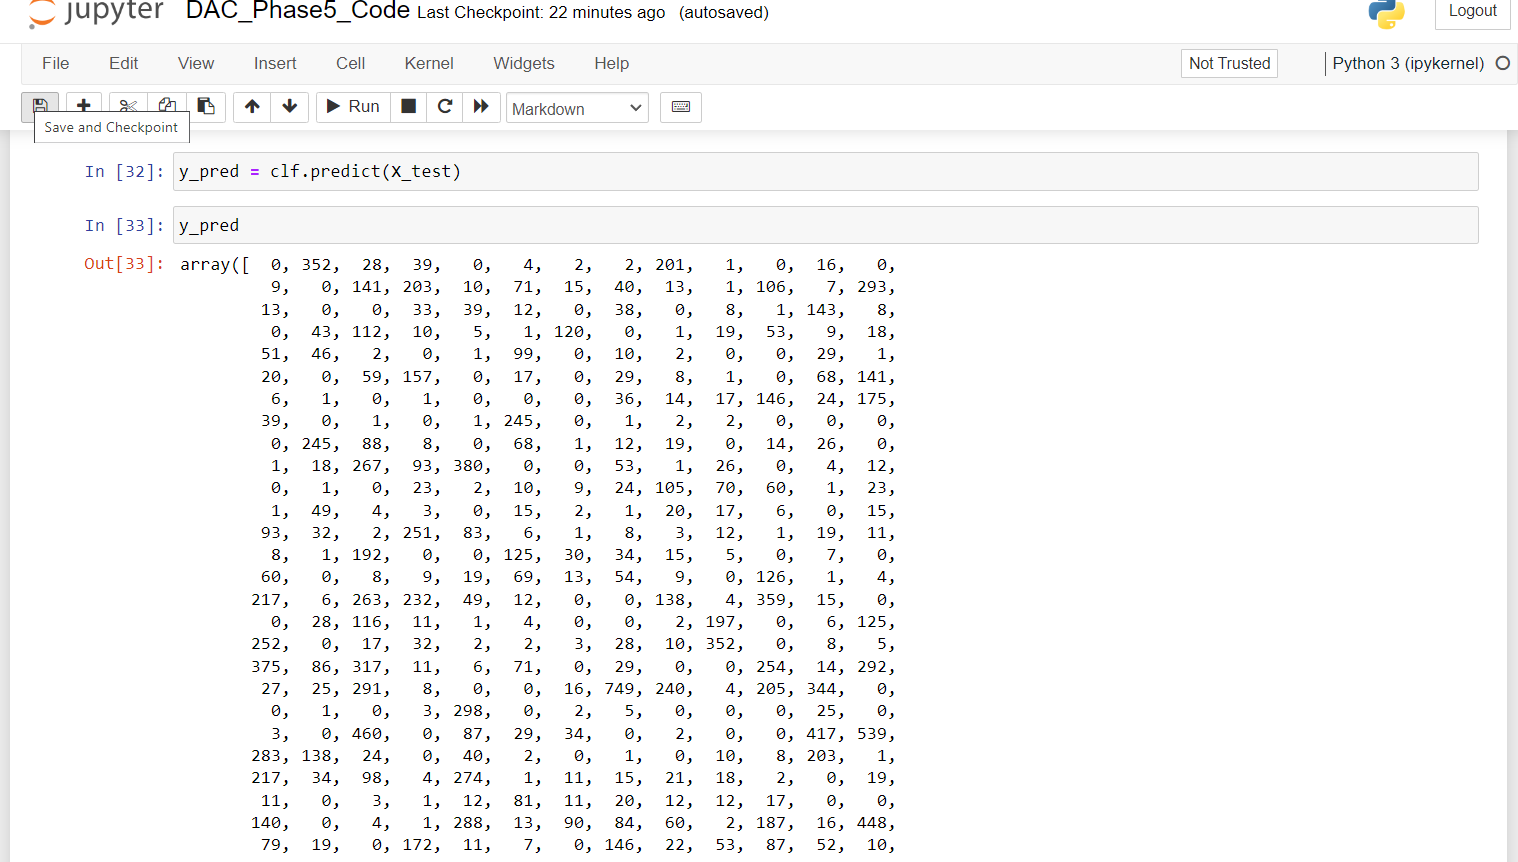 jupyter DAC_Phase5_Code Last Checkpoint: 22 minutes ago (autosaved) Logout
File Edit View Insert Cell Kernel Widgets Help Not Trusted Python 3 (ipykernel)
Run Markdown
Save and Checkpoint
In [32]: y_pred = clf.predict(X_test)
In [33]: y_pred
Out[33]: array([ 0, 352, 28, 39, 0, 4, 2, 2, 201, 1, 0, 16, 0,
9, 0, 141, 203, 10, 71, 15, 40, 13, 1, 106, 7, 293,
13, 0, 0, 33, 39, 12, 0, 38, 0, 8, 1, 143, 8,
0, 43, 112, 10, 5, 1, 120, 0, 1, 19, 53, 9, 18,
51, 46, 2, 0, 1, 99, 0, 10, 2, 0, 0, 29, 1,
20, 0, 59, 157, 0, 17, 0, 29, 8, 1, 0, 68, 141,
6, 1, 0, 1, 0, 0, 0, 36, 14, 17, 146, 24, 175,
39, 0, 1, 0, 1, 245, 0, 1, 2, 2, 0, 0, 0,
0, 245, 88, 8, 0, 68, 1, 12, 19, 0, 14, 26, 0,
1, 18, 267, 93, 380, 0, 0, 53, 1, 26, 0, 4, 12,
0, 1, 0, 23, 2, 10, 9, 24, 105, 70, 60, 1, 23,
1, 49, 4, 3, 0, 15, 2, 1, 20, 17, 6, 0, 15,
93, 32, 2, 251, 83, 6, 1, 8, 3, 12, 1, 19, 11,
8, 1, 192, 0, 0, 125, 30, 34, 15, 5, 0, 7, 0,
60, 0, 8, 9, 19, 69, 13, 54, 9, 0, 126, 1, 4,
217, 6, 263, 232, 49, 12, 0, 0, 138, 4, 359, 15, 0,
0, 28, 116, 11, 1, 4, 0, 0, 2, 197, 0, 6, 125,
252, 0, 17, 32, 2, 2, 3, 28, 10, 352, 0, 8, 5,
375, 86, 317, 11, 6, 71, 0, 29, 0, 0, 254, 14, 292,
27, 25, 291, 8, 0, 0, 16, 749, 240, 4, 205, 344, 0,
0, 1, 0, 3, 298, 0, 2, 5, 0, 0, 0, 25, 0,
3, 0, 460, 0, 87, 29, 34, 0, 2, 0, 0, 417, 539,
283, 138, 24, 0, 40, 2, 0, 1, 0, 10, 8, 203, 1,
217, 34, 98, 4, 274, 1, 11, 15, 21, 18, 2, 0, 19,
11, 0, 3, 1, 12, 81, 11, 20, 12, 12, 17, 0, 0,
140, 0, 4, 1, 288, 13, 90, 84, 60, 2, 187, 16, 448,
79, 19, 0, 172, 11, 7, 0, 146, 22, 53, 87, 52, 10,